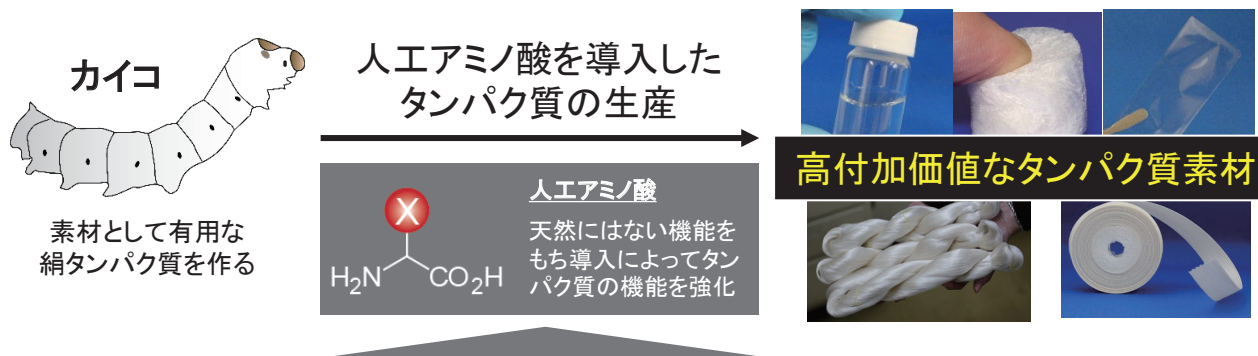 カイコ
素材として有用な
絹タンパク質を作る
人工アミノ酸を導入した
タンパク質の生産
人工アミノ酸
天然にはない機能を
もち導入によってタン
パク質の機能を強化
X
H₂N
CO₂H
高付加価値なタンパク質素材